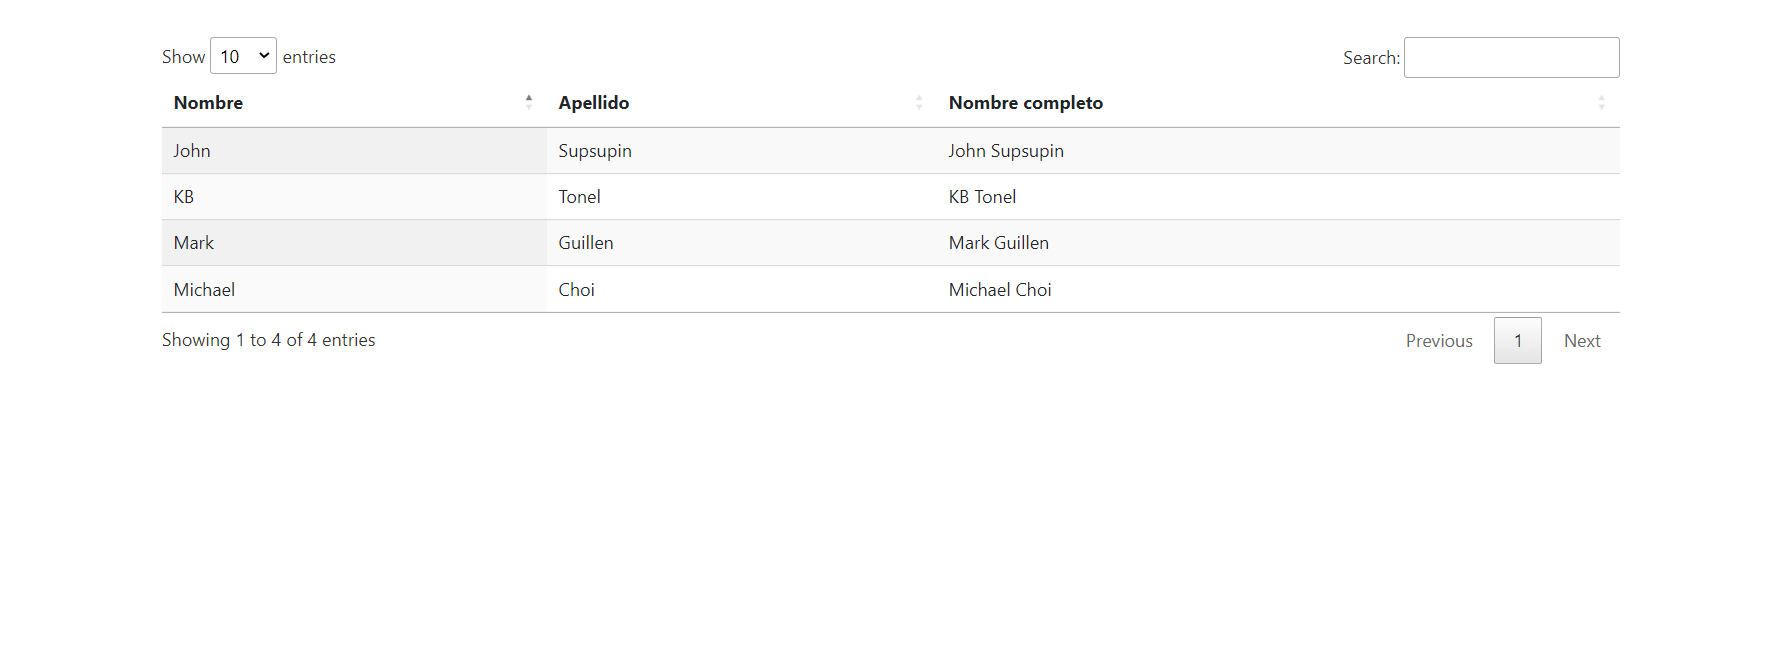 Show 10 entries Search:
Nombre Apellido Nombre completo
John Supsupin John Supsupin
KB Tonel KB Tonel
Mark Guillen Mark Guillen
Michael Choi Michael Choi
Showing 1 to 4 of 4 entries Previous 1 Next